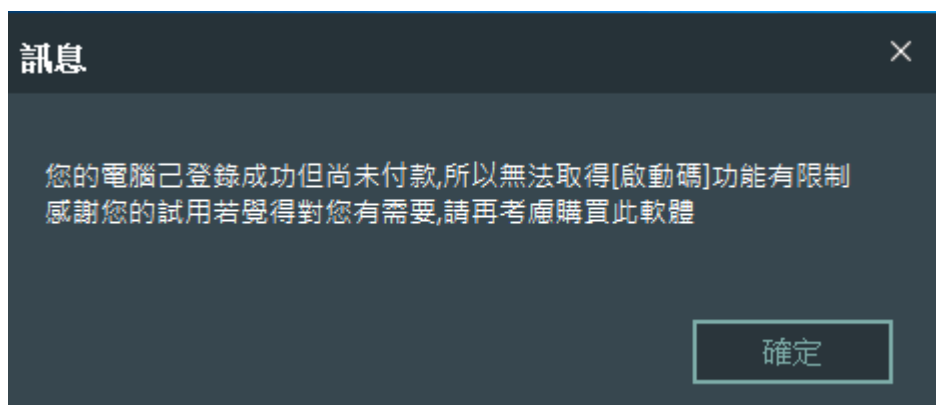 訊息
您的電腦己登錄成功但尚未付款,所以無法取得[啟動碼]功能有限制
感謝您的試用若覺得對您有需要,請再考慮購買此軟體
確定